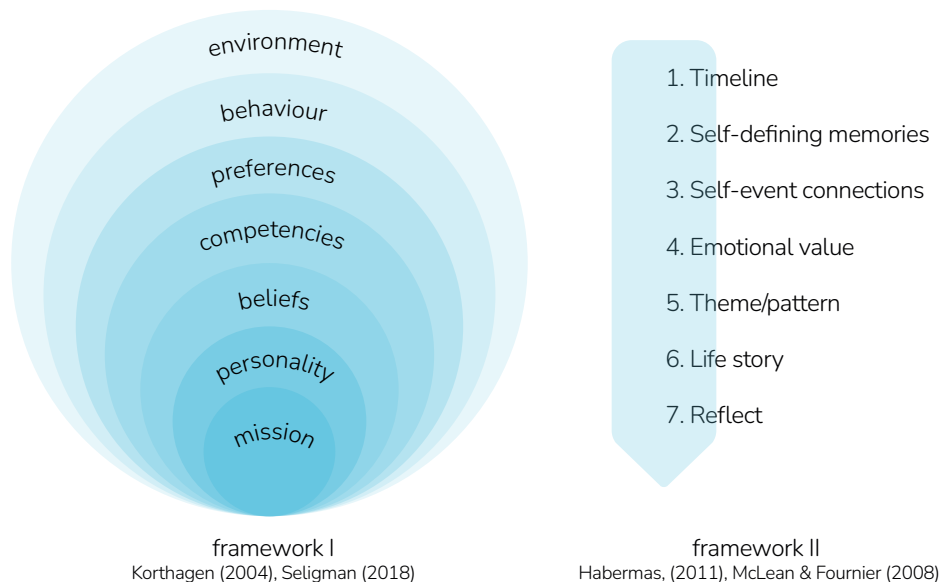 environment
behaviour
preferences
competencies
beliefs
personality
mission
framework I
Korthagen (2004), Seligman (2018)
1. Timeline
2. Self-defining memories
3. Self-event connections
4. Emotional value
5. Theme/pattern
6. Life story
7. Reflect
framework II
Habermas, (2011), McLean & Fournier (2008)